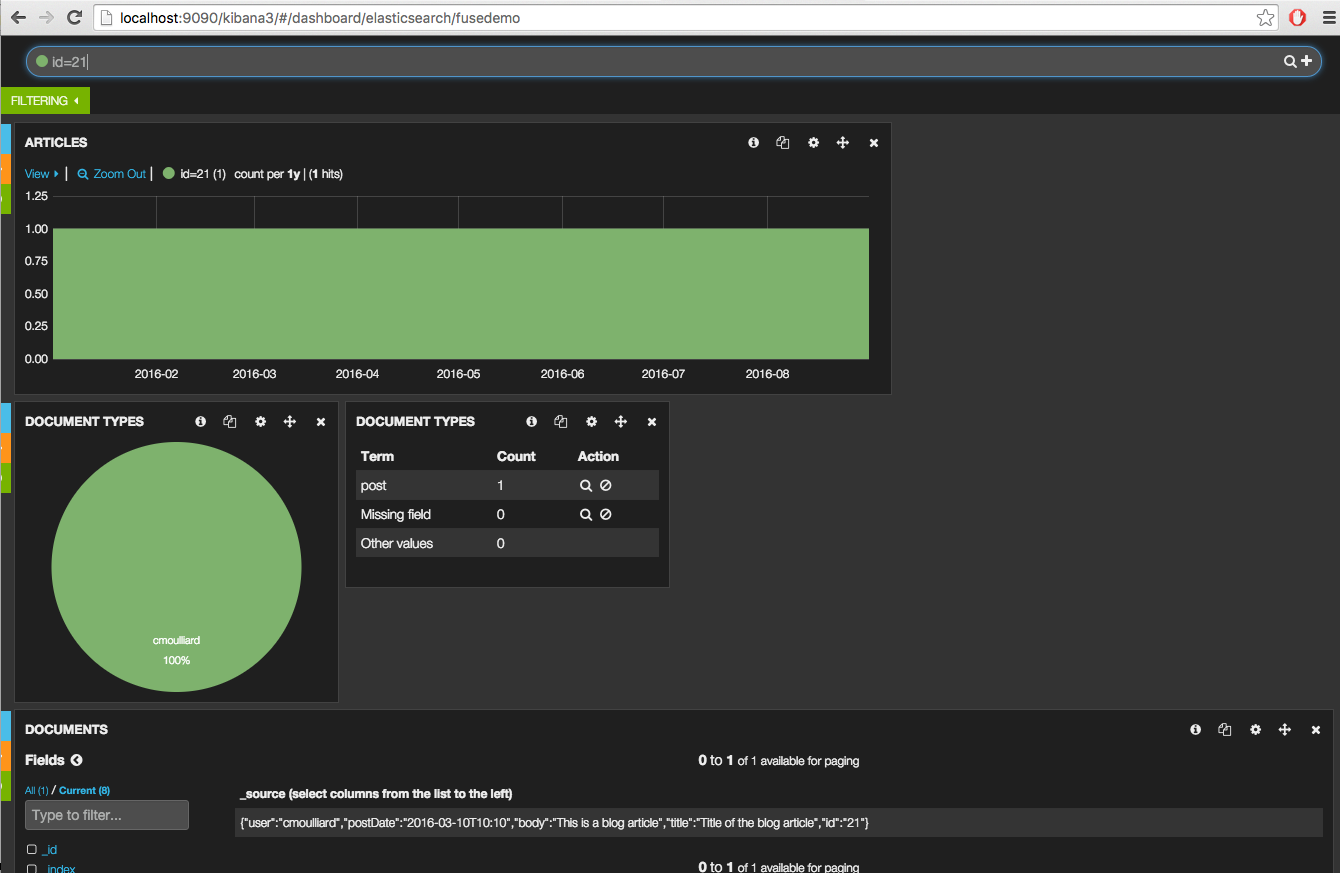 localhost:9090/kibana3/#/dashboard/elasticsearch/fusedemo
id=21
FILTERING
ARTICLES
View | Zoom Out | id=21 (1) count per 1y | (1 hits)
1.25
1.00
0.75
0.50
0.25
0.00
2016-02 2016-03 2016-04 2016-05 2016-06 2016-07 2016-08
DOCUMENT TYPES
cmoulliard
100%
DOCUMENT TYPES
Term Count Action
post 1
Missing field 0
Other values 0
DOCUMENTS
Fields
All (1) / Current (8)
Type to filter...
_id
_index
0 to 1 of 1 available for paging
_source (select columns from the list to the left)
{"user":"cmoulliard","postDate":"2016-03-10T10:10","body":"This is a blog article","title":"Title of the blog article","id":"21"}
0 to 1 of 1 available for paging